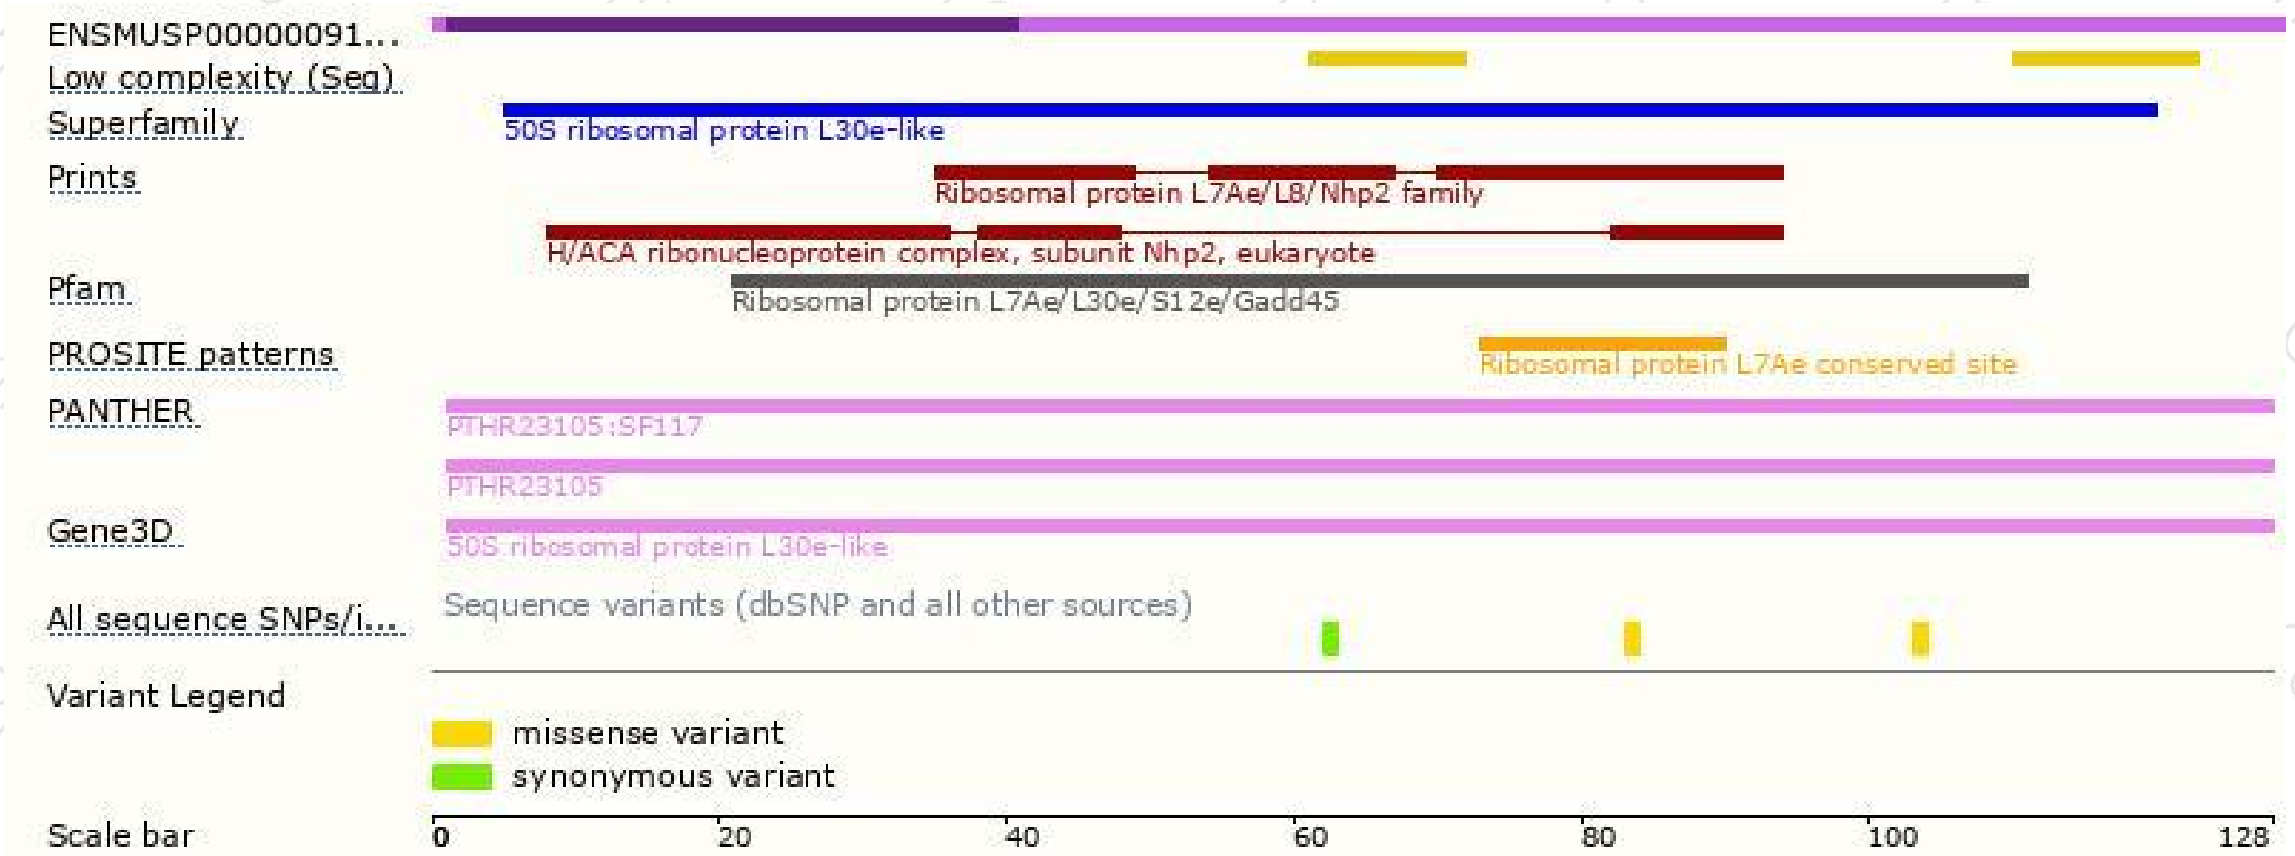 ENSMUSP00000091...
Low complexity (Seg)
Superfamily
50S ribosomal protein L30e-like
Prints
Ribosomal protein L7Ae/L8/Nhp2 family
H/ACA ribonucleoprotein complex, subunit Nhp2, eukaryote
Pfam
Ribosomal protein L7Ae/L30e/S12e/Gadd45
PROSITE patterns
Ribosomal protein L7Ae conserved site
PANTHER
PTHR23105:SF117
PTHR23105
Gene3D
50S ribosomal protein L30e-like
All sequence SNPs/i...
Sequence variants (dbSNP and all other sources)
Variant Legend
missense variant
synonymous variant
Scale bar
0 20 40 60 80 100 128